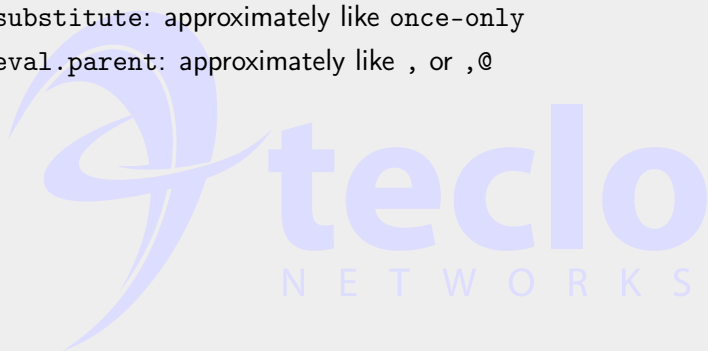 substitute: approximately like once-only
eval.parent: approximately like , or ,@
teclo
NETWORKS